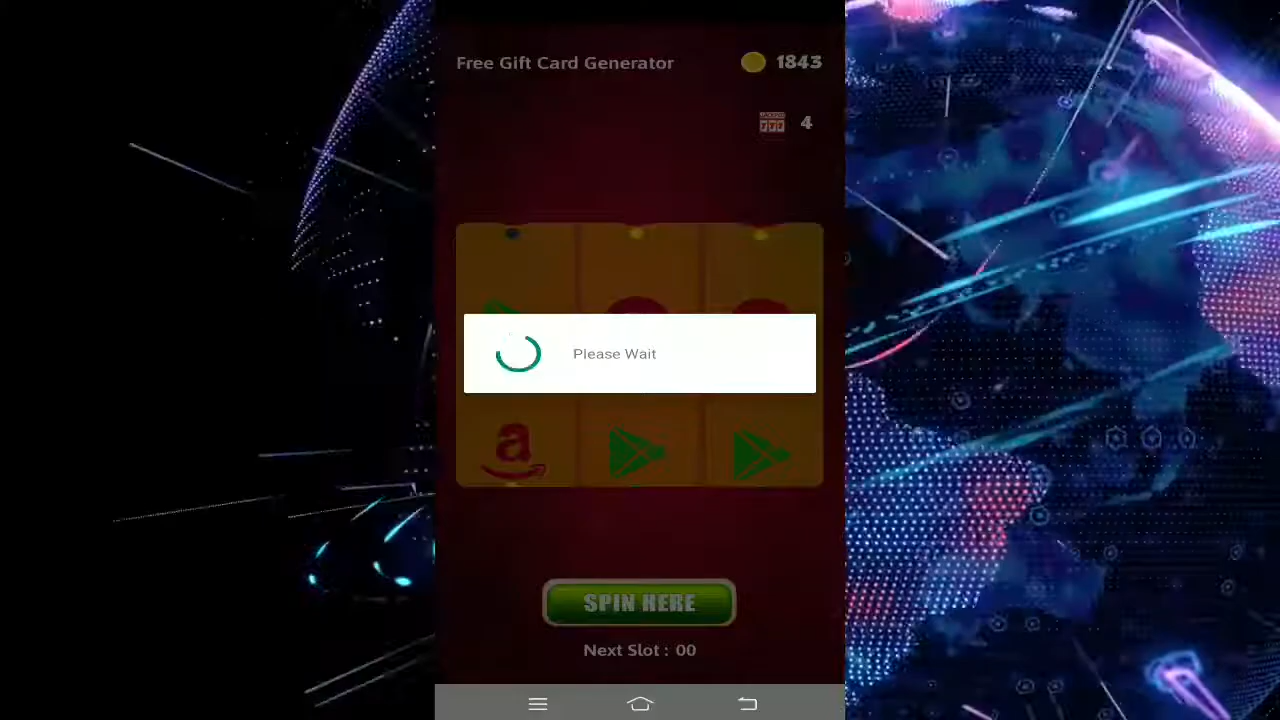 Free Gift Card Generator
1843
4
Please Wait
a
SPIN HERE
Next Slot : 00